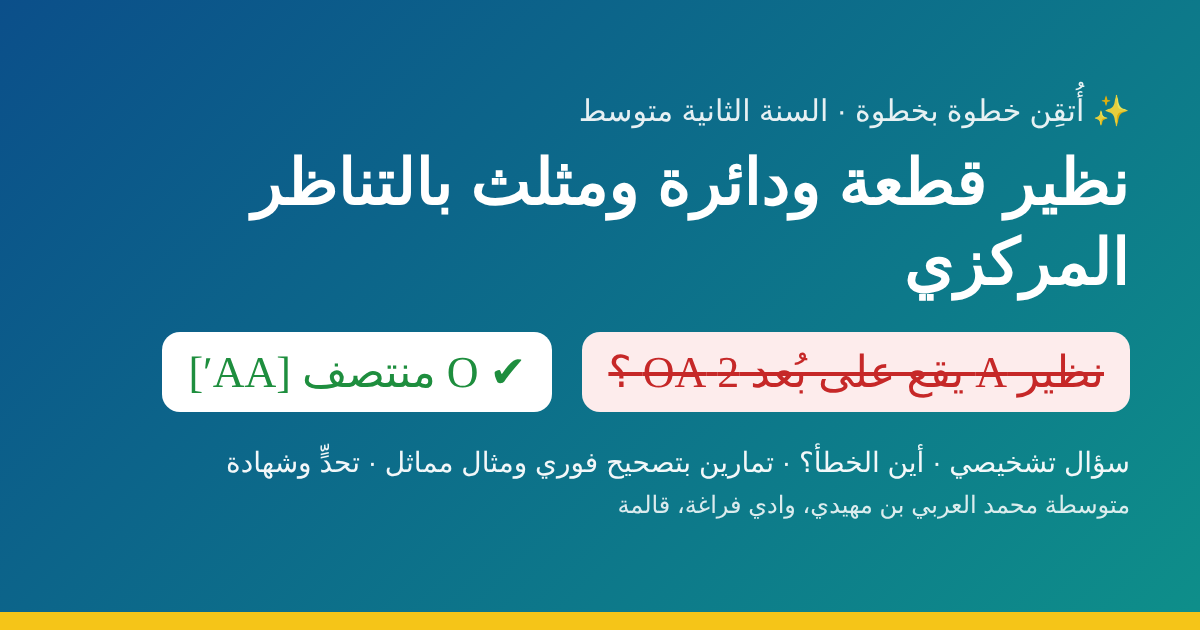 ✨ أُتقِن خطوة بخطوة · السنة الثانية متوسط
نظير قطعة ودائرة ومثلث بالتناظر
المركزي
نظير A يقع على بُعد 2 OA ؟
✔ O منتصف [AA′]
سؤال تشخيصي · أين الخطأ؟ · تمارين بتصحيح فوري ومثال مماثل · تحدٍّ وشهادة
متوسطة محمد العربي بن مهيدي، وادي فراغة، قالمة